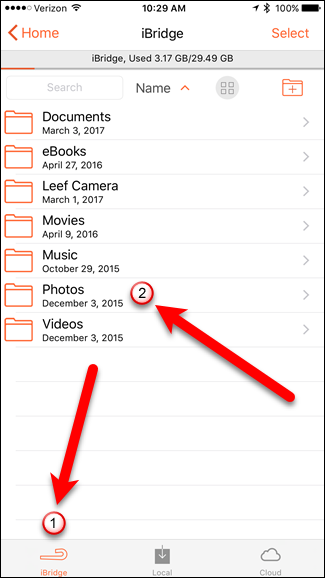 Verizon 10:29 AM 100%
Home iBridge Select
iBridge, Used 3.17 GB/29.49 GB
Search Name
Documents
March 3, 2017
eBooks
April 27, 2016
Leef Camera
March 1, 2017
Movies
April 9, 2016
Music
October 29, 2015
Photos
December 3, 2015
2
Videos
December 3, 2015
1
iBridge Local Cloud